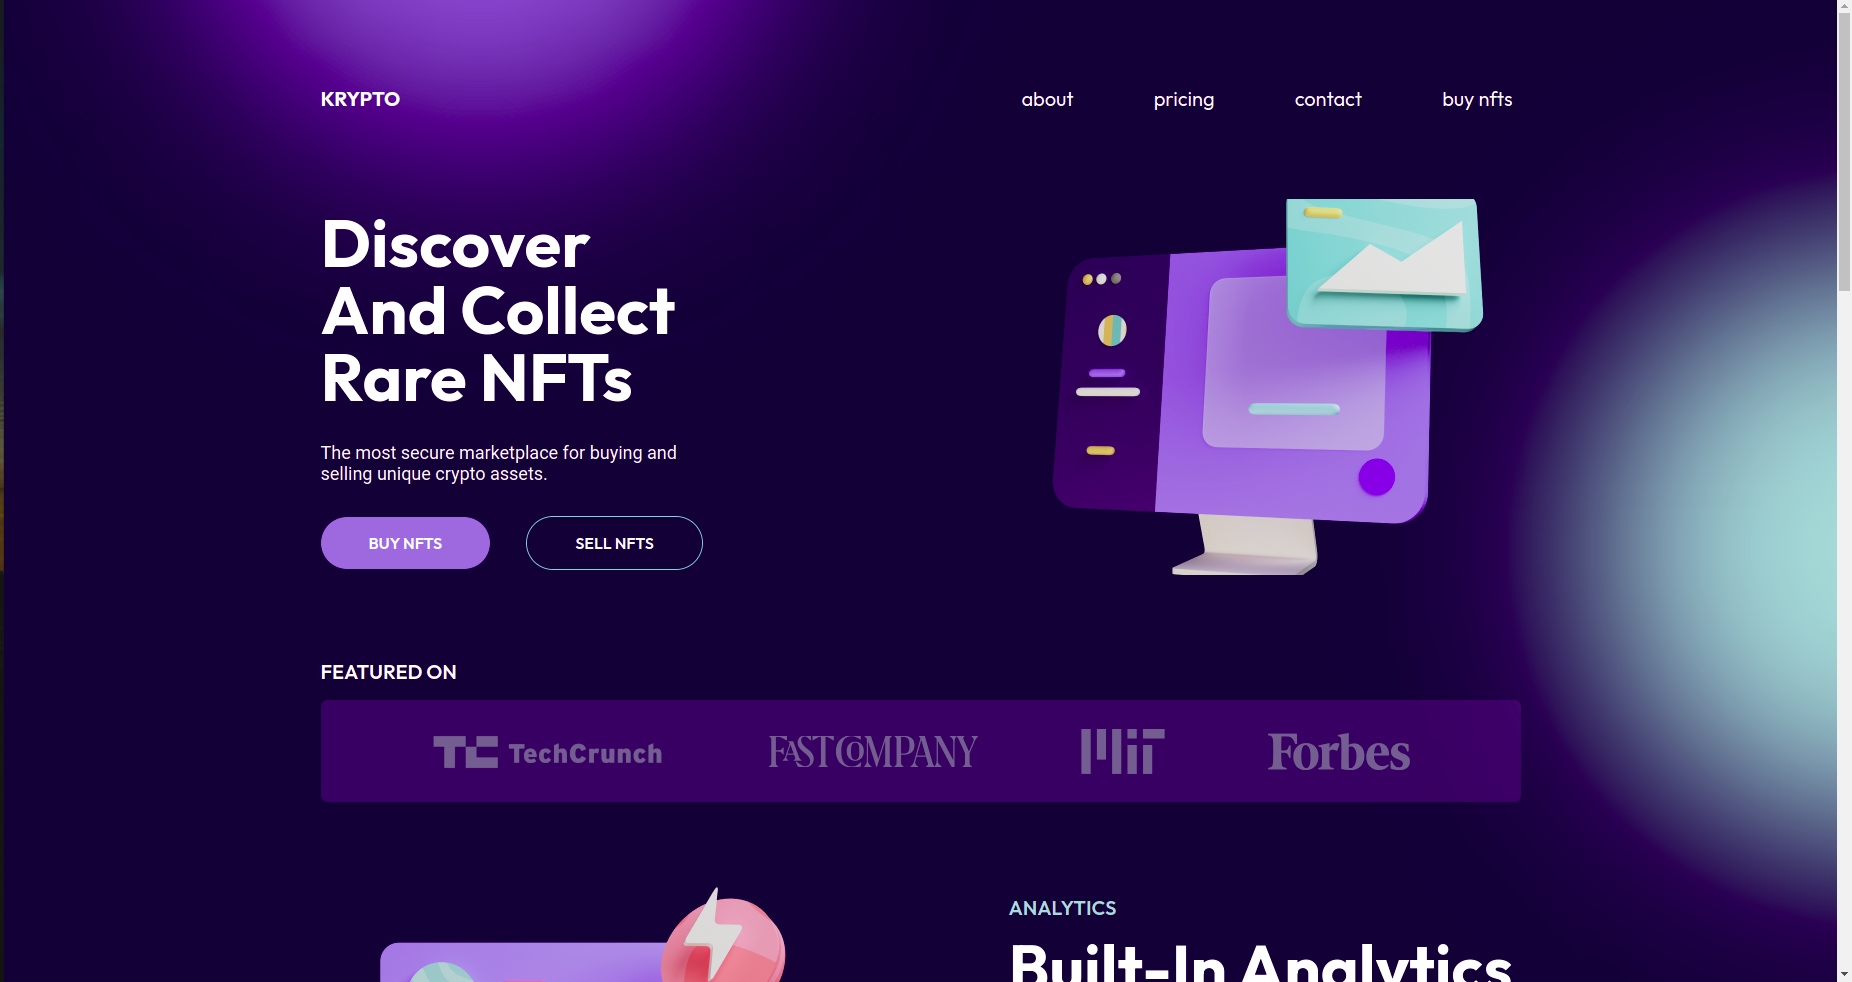 KRYPTO
about pricing contact buy nfts
Discover
And Collect
Rare NFTs
The most secure marketplace for buying and
selling unique crypto assets.
BUY NFTS SELL NFTS
FEATURED ON
TC TechCrunch FAST COMPANY MIT Forbes
ANALYTICS
Built-In Analytics